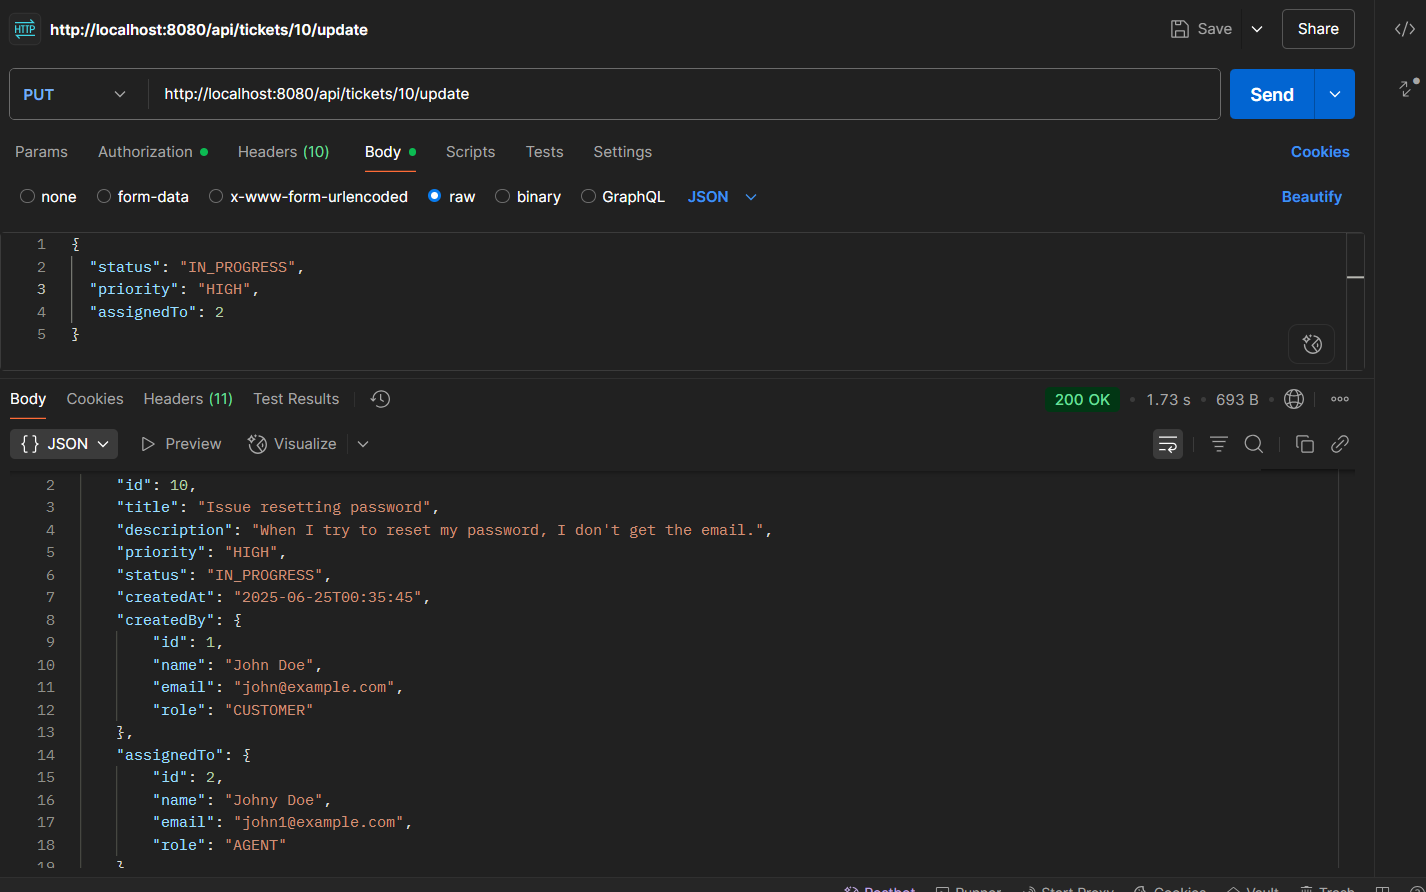 HTTP http://localhost:8080/api/tickets/10/update Save Share
PUT http://localhost:8080/api/tickets/10/update Send
Params Authorization Headers (10) Body Scripts Tests Settings Cookies
none form-data x-www-form-urlencoded raw binary GraphQL JSON Beautify
1 {
2 "status": "IN_PROGRESS",
3 "priority": "HIGH",
4 "assignedTo": 2
5 }
Body Cookies Headers (11) Test Results 200 OK • 1.73 s • 693 B
{} JSON Preview Visualize
2 "id": 10,
3 "title": "Issue resetting password",
4 "description": "When I try to reset my password, I don't get the email.",
5 "priority": "HIGH",
6 "status": "IN_PROGRESS",
7 "createdAt": "2025-06-25T00:35:45",
8 "createdBy": {
9 "id": 1,
10 "name": "John Doe",
11 "email": "john@example.com",
12 "role": "CUSTOMER"
13 },
14 "assignedTo": {
15 "id": 2,
16 "name": "Johny Doe",
17 "email": "john1@example.com",
18 "role": "AGENT"
19 }
Postbot Runner Start Proxy Cookies Vault Trash